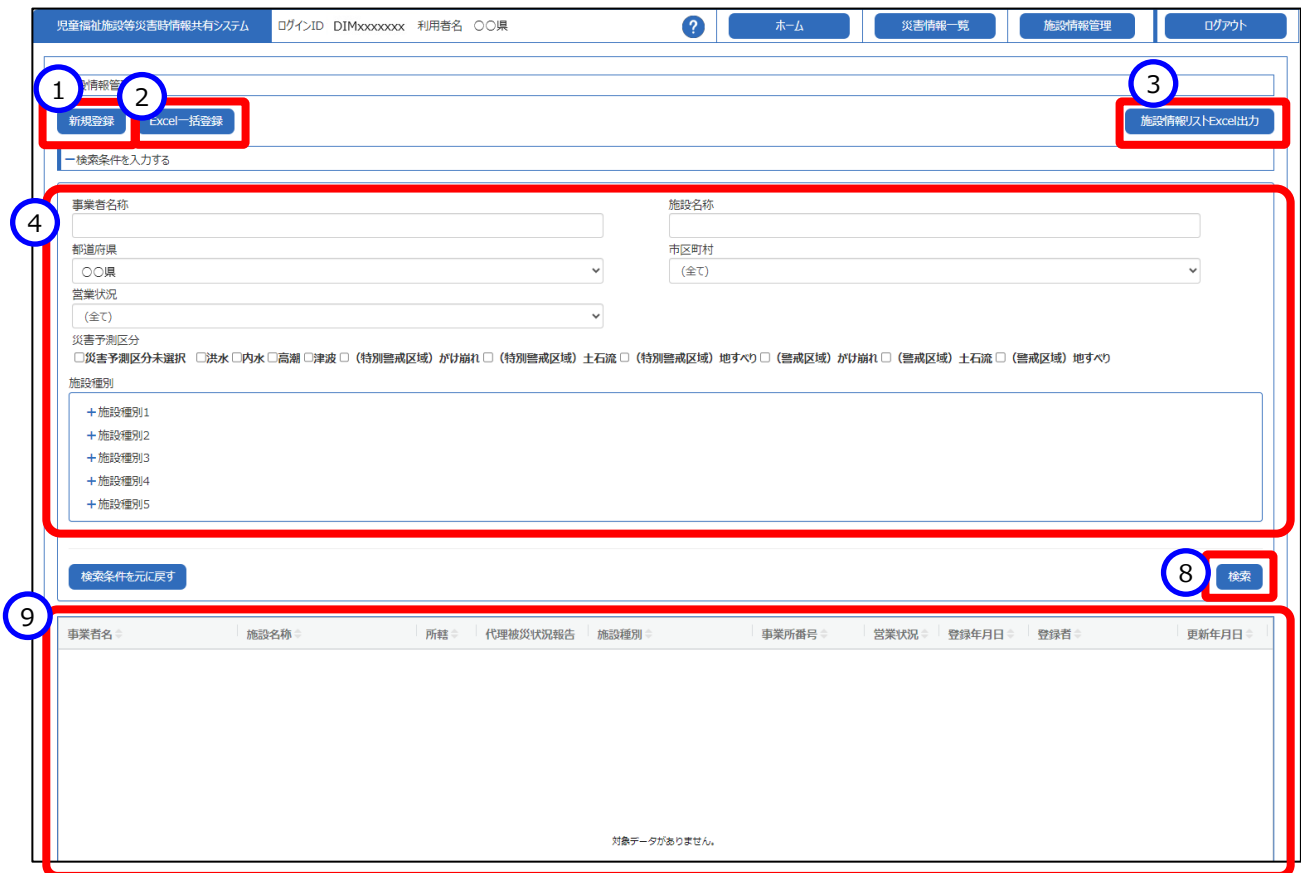 児童福祉施設等災害時情報共有システム ログインID DIMxxxxxxx 利用者名 ○○県 ? ホーム 災害情報一覧 施設情報管理 ログアウト
1 2 3
設情報管
新規登録 Excel一括登録 施設情報リストExcel出力
ー検索条件を入力する
4
事業者名称 施設名称
都道府県 市区町村
○○県 (全て)
営業状況
(全て)
災害予測区分
□災害予測区分未選択 □洪水 □内水 □高潮 □津波 □（特別警戒区域）がけ崩れ □（特別警戒区域）土石流 □（特別警戒区域）地すべり □（警戒区域）がけ崩れ □（警戒区域）土石流 □（警戒区域）地すべり
施設種別
＋施設種別1
＋施設種別2
＋施設種別3
＋施設種別4
＋施設種別5
検索条件を元に戻す 8 検索
9
事業者名 施設名称 所轄 代理被災状況報告 施設種別 事業所番号 営業状況 登録年月日 登録者 更新年月日
対象データがありません。